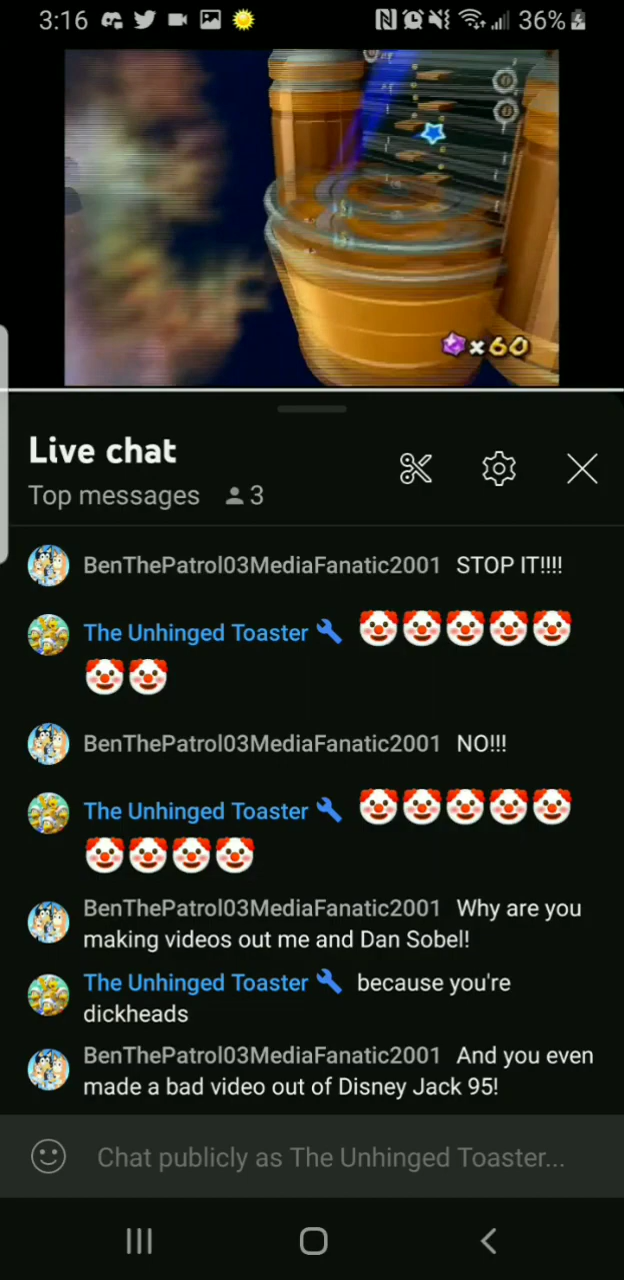 3:16 36%
×60
Live chat
Top messages 3
BenThePatrol03MediaFanatic2001 STOP IT!!!!
The Unhinged Toaster 🤡🤡🤡🤡🤡
🤡🤡
BenThePatrol03MediaFanatic2001 NO!!!
The Unhinged Toaster 🤡🤡🤡🤡🤡
🤡🤡🤡🤡
BenThePatrol03MediaFanatic2001 Why are you
making videos out me and Dan Sobel!
The Unhinged Toaster because you're
dickheads
BenThePatrol03MediaFanatic2001 And you even
made a bad video out of Disney Jack 95!
Chat publicly as The Unhinged Toaster...